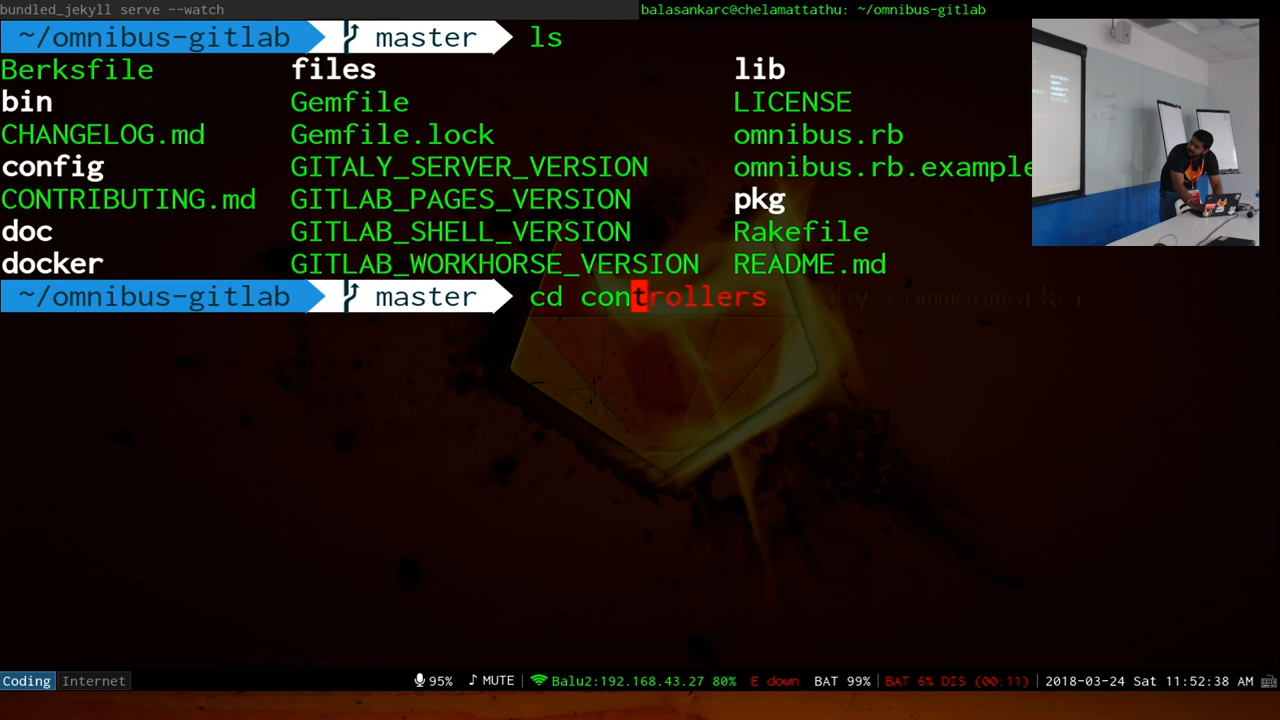 bundled_jekyll serve --watch balasankarc@chelamattathu: ~/omnibus-gitlab
~/omnibus-gitlab master ls
Berksfile files lib
bin Gemfile LICENSE
CHANGELOG.md Gemfile.lock omnibus.rb
config GITALY_SERVER_VERSION omnibus.rb.example
CONTRIBUTING.md GITLAB_PAGES_VERSION pkg
doc GITLAB_SHELL_VERSION Rakefile
docker GITLAB_WORKHORSE_VERSION README.md
~/omnibus-gitlab master cd controllers
Coding Internet 95% MUTE | Balu2:192.168.43.27 80% E down BAT 99% | BAT 6% DIS (00:11) | 2018-03-24 Sat 11:52:38 AM